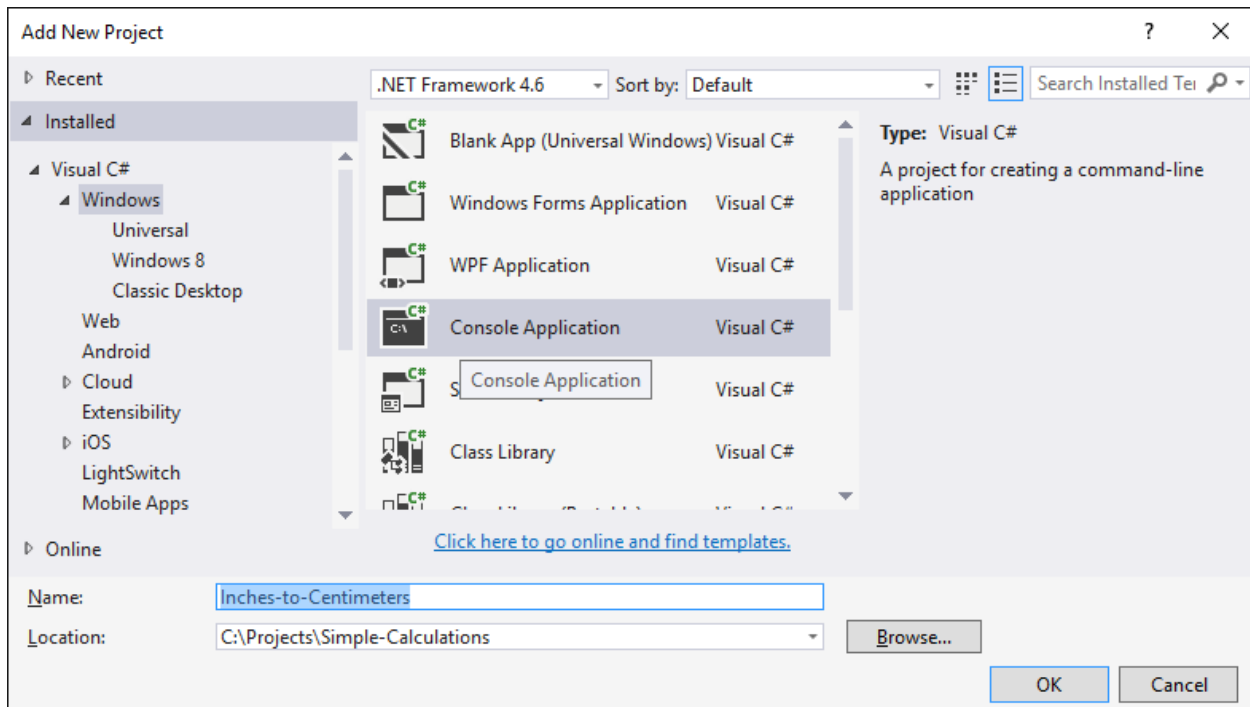 Add New Project
?
Recent
Installed
Visual C#
Windows
Universal
Windows 8
Classic Desktop
Web
Android
Cloud
Extensibility
iOS
LightSwitch
Mobile Apps
Online
.NET Framework 4.6 Sort by: Default
Search Installed Te
C# Blank App (Universal Windows) Visual C#
C# Windows Forms Application Visual C#
C# WPF Application Visual C#
C# C:\ Console Application Visual C#
Console Application
C# S Visual C#
C# Class Library Visual C#
C#
Click here to go online and find templates.
Type: Visual C#
A project for creating a command-line
application
Name: Inches-to-Centimeters
Location: C:\Projects\Simple-Calculations Browse...
OK Cancel